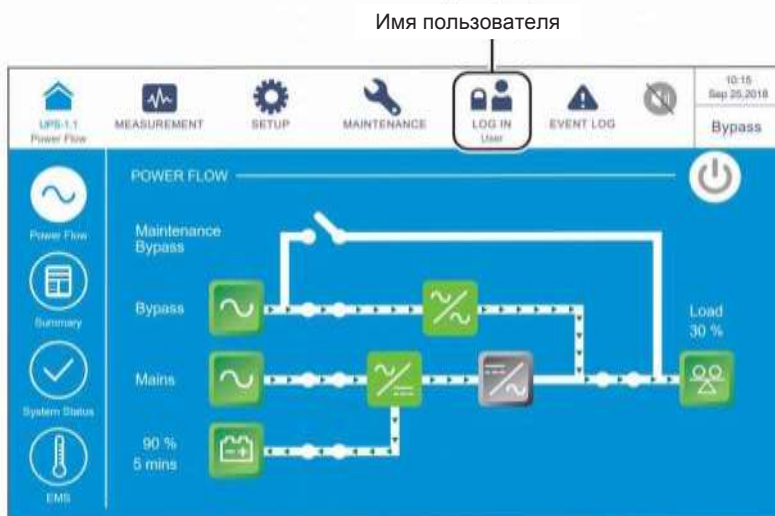 Имя пользователя
10:15
Sep 25,2018
UPS-1.1
Power Flow
MEASUREMENT
SETUP
MAINTENANCE
LOG IN
User
EVENT LOG
Bypass
POWER FLOW
Power Flow
Maintenance
Bypass
Summary
Bypass
Load
30 %
Mains
System Status
90 %
5 mins
EMS